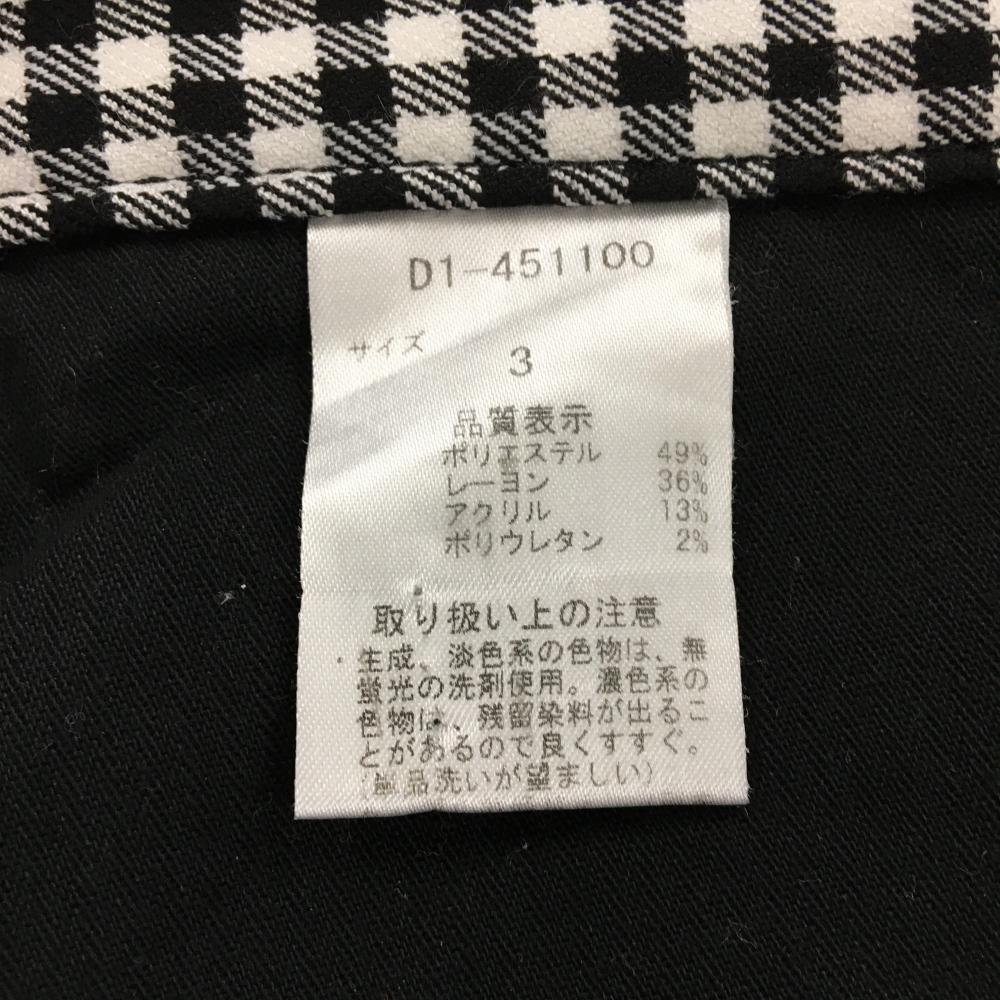 D1-451100
サイズ 3
品質表示
ポリエステル 49%
レーヨン 36%
アクリル 13%
ポリウレタン 2%
取り扱い上の注意
生成、淡色系の色物は、無
蛍光の洗剤使用。濃色系の
色物は、残留染料が出るこ
とがあるので良くすすぐ。
(単品洗いが望ましい)